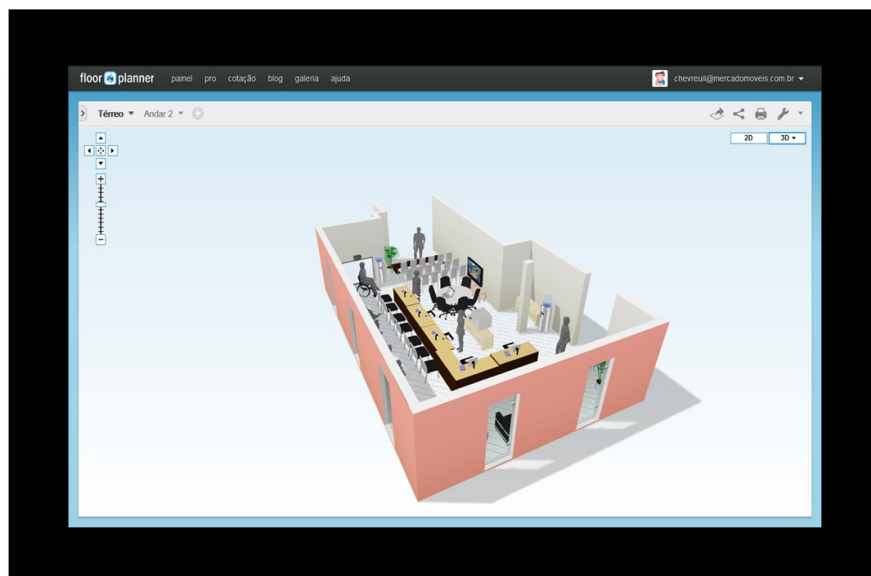 floor planner painel pro cotação blog galeria ajuda chevreuil@mercadomoveis.com.br
Térreo Andar 2
2D 3D